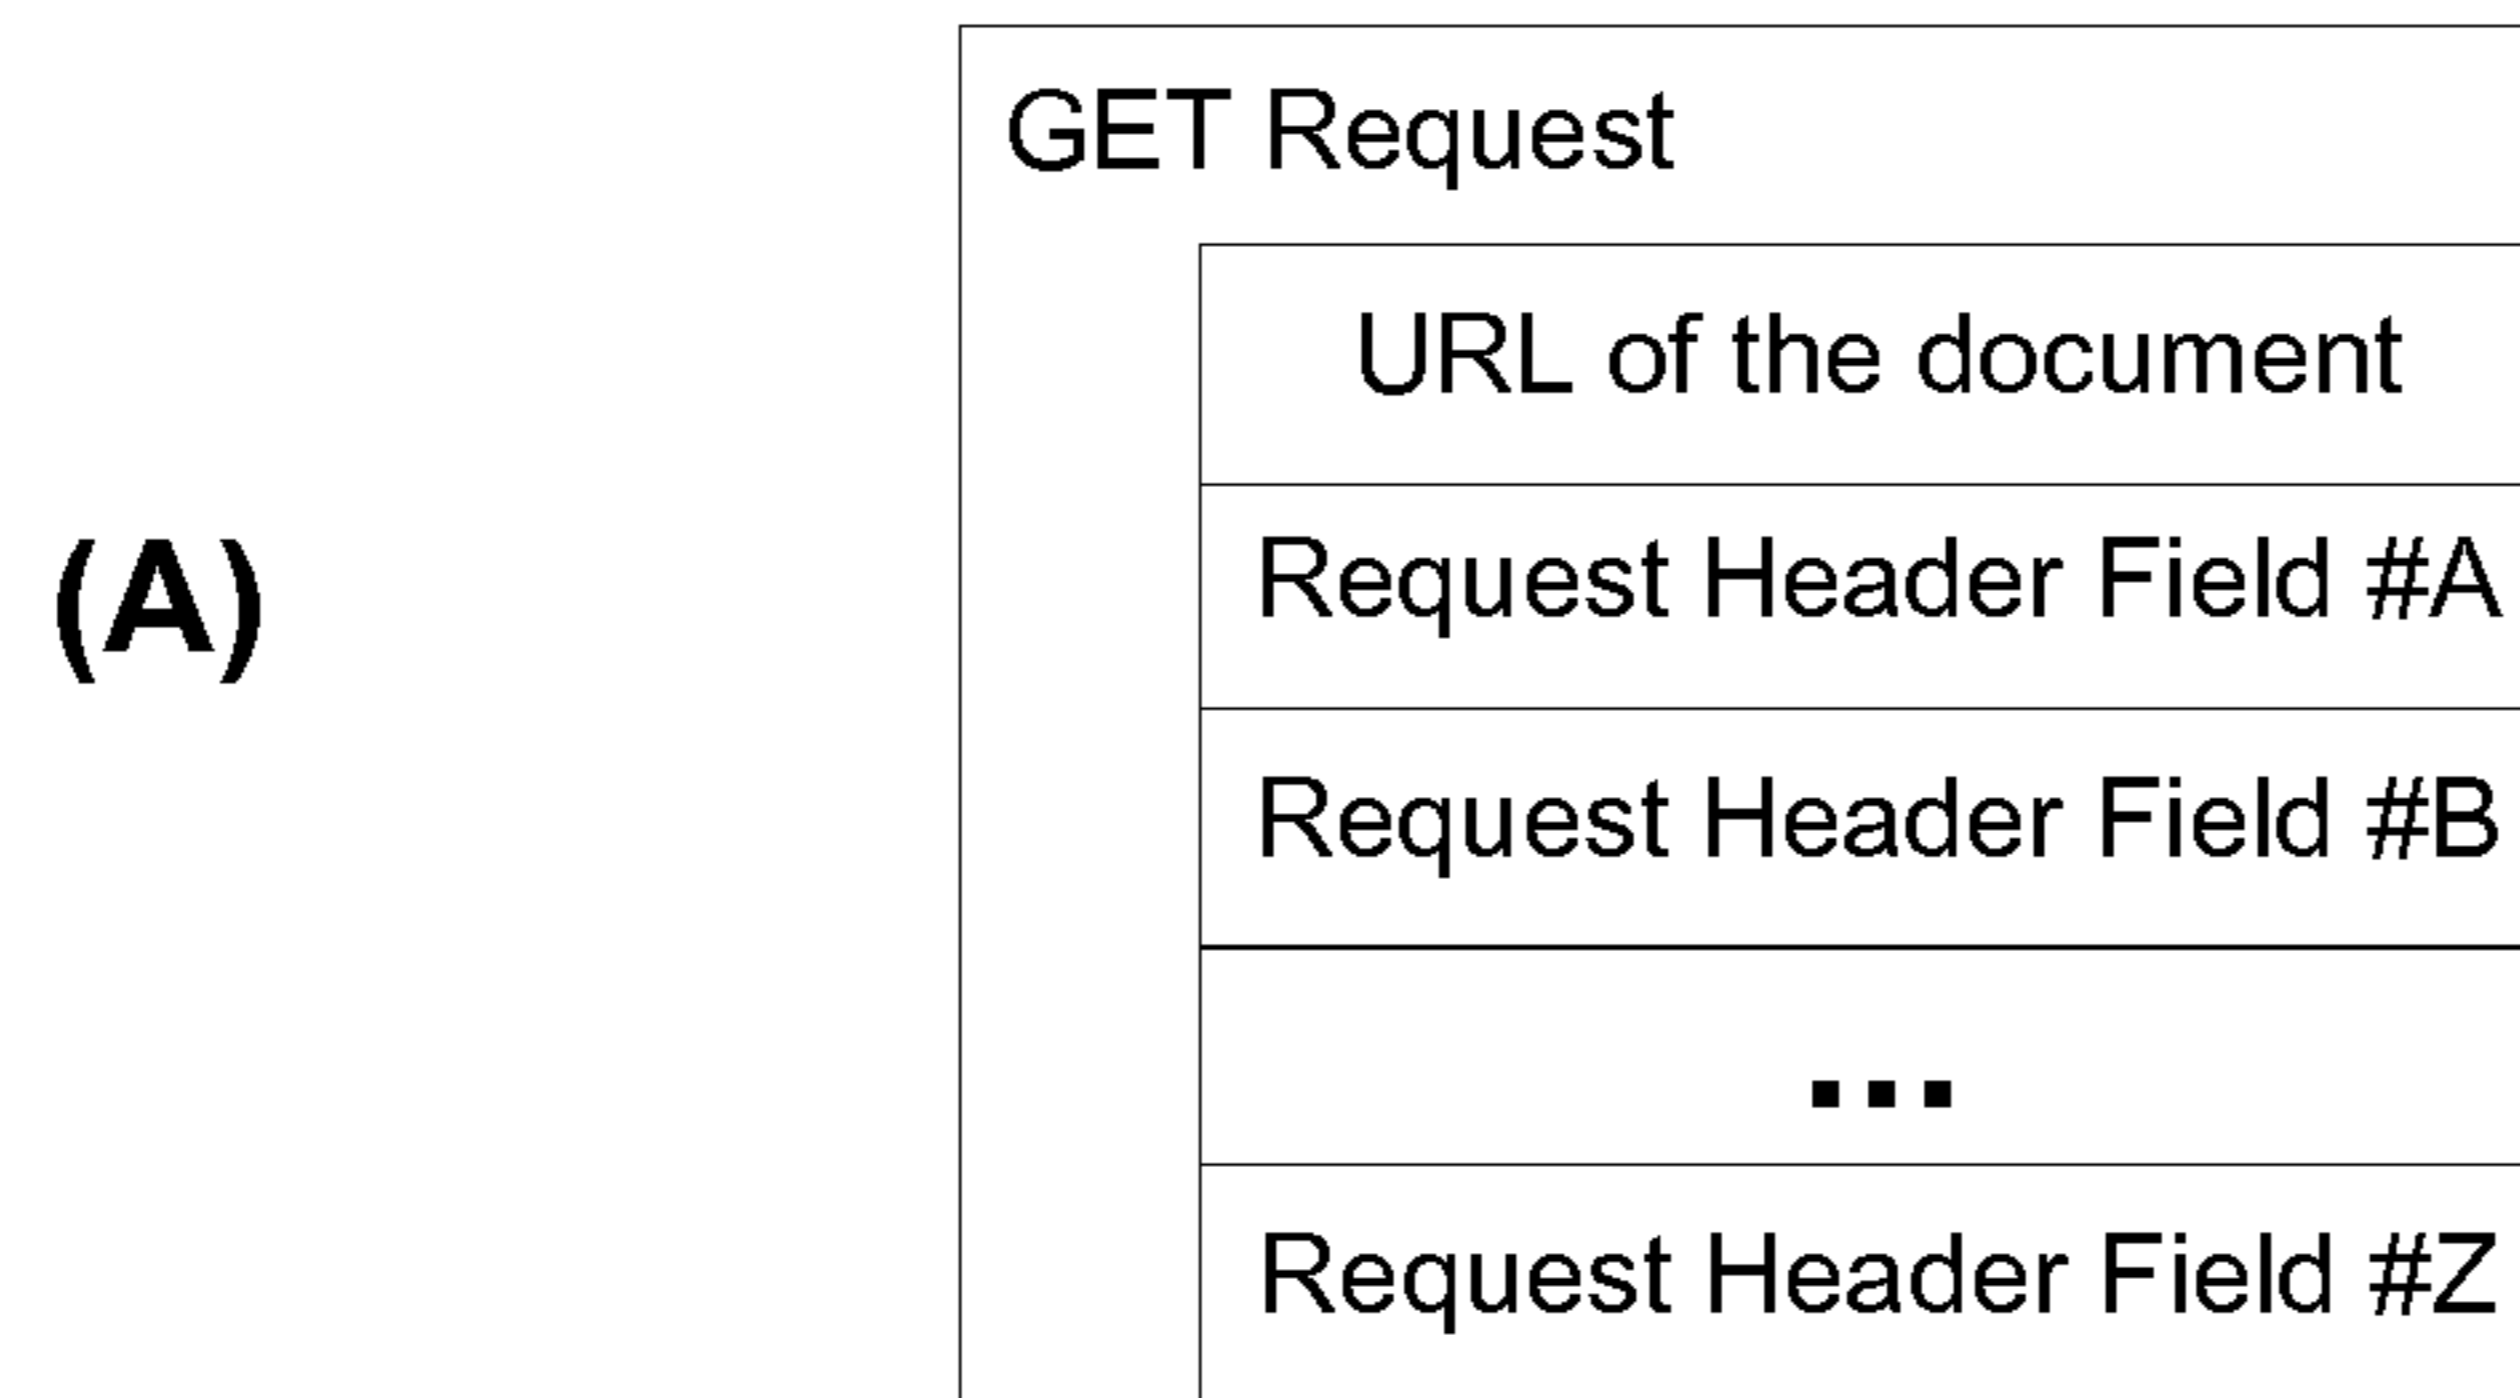 GET Request
URL of the document
(A)
Request Header Field #A
Request Header Field #B
...
Request Header Field #Z